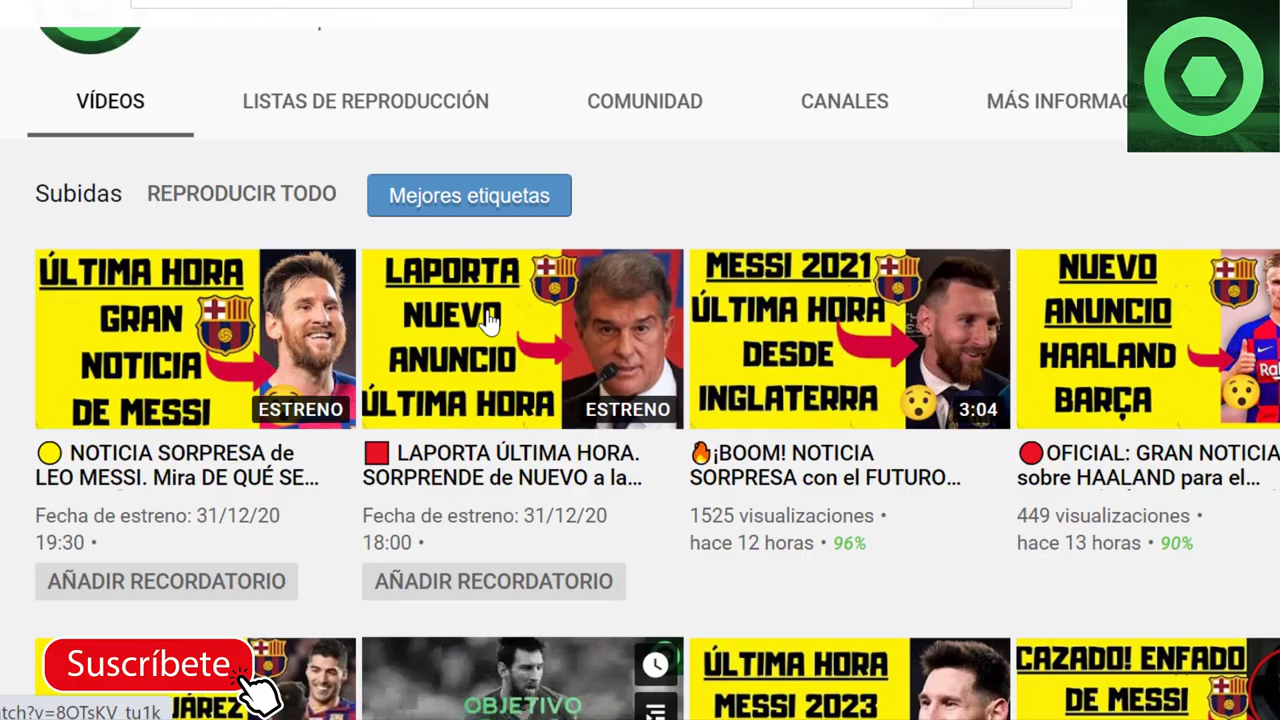 VÍDEOS
LISTAS DE REPRODUCCIÓN
COMUNIDAD
CANALES
MÁS INFORMAC
Subidas
REPRODUCIR TODO
Mejores etiquetas
ÚLTIMA HORA
GRAN
NOTICIA
DE MESSI
ESTRENO
LAPORTA
NUEVO
ANUNCIO
ÚLTIMA HORA
ESTRENO
MESSI 2021
ÚLTIMA HORA
DESDE
INGLATERRA
3:04
NUEVO
ANUNCIO
HAALAND
BARÇA
NOTICIA SORPRESA de
LEO MESSI. Mira DE QUÉ SE...
Fecha de estreno: 31/12/20
19:30 •
AÑADIR RECORDATORIO
LAPORTA ÚLTIMA HORA.
SORPRENDE de NUEVO a la...
Fecha de estreno: 31/12/20
18:00 •
AÑADIR RECORDATORIO
¡BOOM! NOTICIA
SORPRESA con el FUTURO...
1525 visualizaciones •
hace 12 horas • 96%
OFICIAL: GRAN NOTICIA
sobre HAALAND para el...
449 visualizaciones •
hace 13 horas • 90%
Suscríbete
ÁREZ
OBJETIVO
ÚLTIMA HORA
MESSI 2023
CAZADO! ENFADO
DE MESSI
atch?v=8OTsKV_tu1k